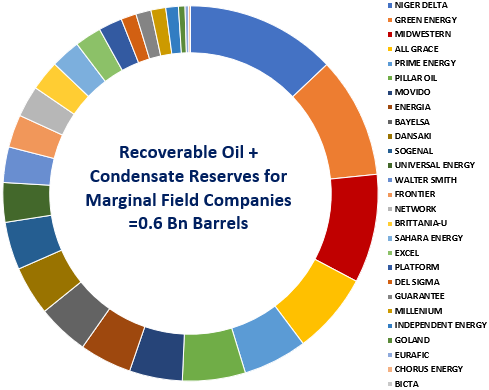 Recoverable Oil +
Condensate Reserves for
Marginal Field Companies
=0.6 Bn Barrels
NIGER DELTA
GREEN ENERGY
MIDWESTERN
ALL GRACE
PRIME ENERGY
PILLAR OIL
MOVIDO
ENERGIA
BAYELSA
DANSAKI
SOGENAL
UNIVERSAL ENERGY
WALTER SMITH
FRONTIER
NETWORK
BRITTANIA-U
SAHARA ENERGY
EXCEL
PLATFORM
DEL SIGMA
GUARANTEE
MILLENIUM
INDEPENDENT ENERGY
GOLAND
EURAFIC
CHORUS ENERGY
BICTA